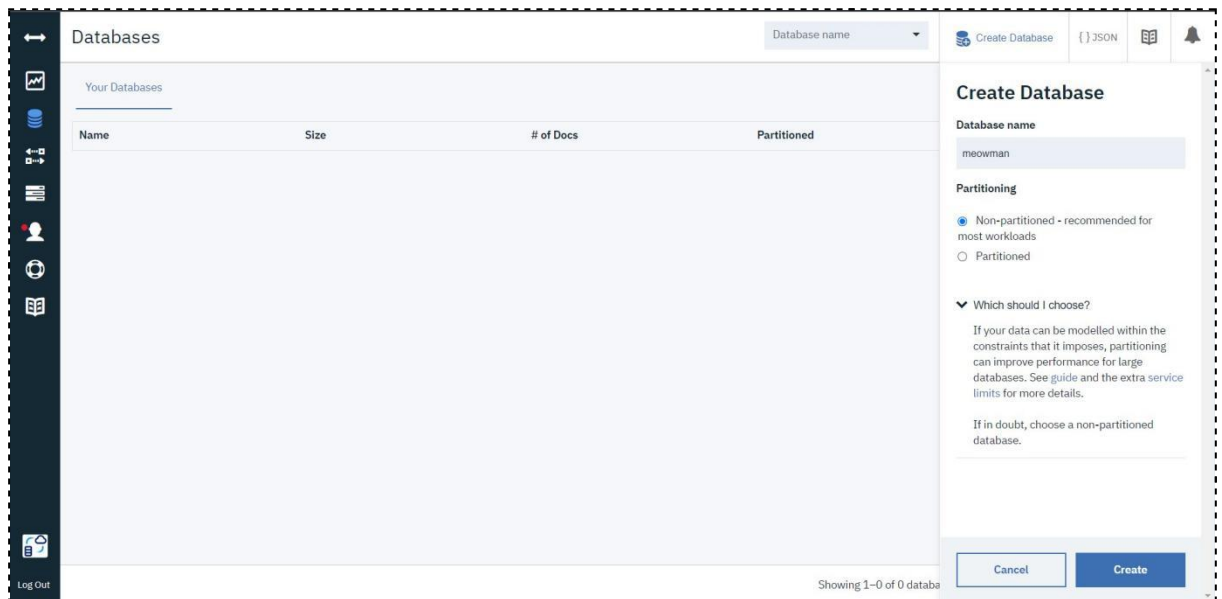 Databases
Database name
Create Database
{ } JSON
Your Databases
Name Size # of Docs Partitioned
Create Database
Database name
meowman
Partitioning
Non-partitioned - recommended for
most workloads
Partitioned
Which should I choose?
If your data can be modelled within the
constraints that it imposes, partitioning
can improve performance for large
databases. See guide and the extra service
limits for more details.
If in doubt, choose a non-partitioned
database.
Cancel
Create
Log Out
Showing 1–0 of 0 databa